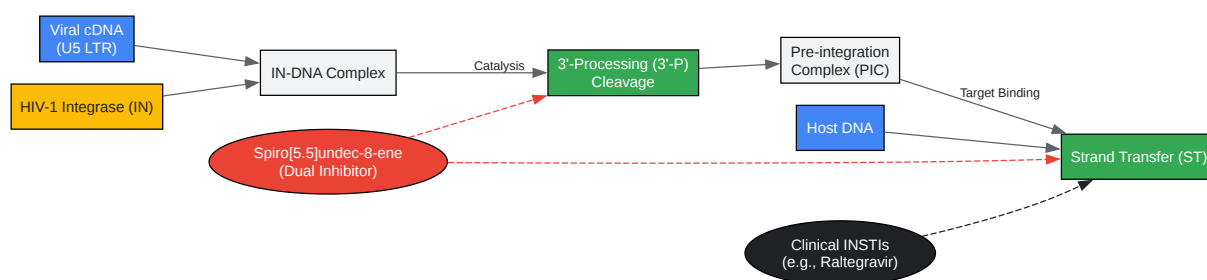 Viral cDNA
(U5 LTR)
HIV-1 Integrase (IN)
IN-DNA Complex
Catalysis
3'-Processing (3'-P)
Cleavage
Pre-integration
Complex (PIC)
Target Binding
Host DNA
Spiro[5.5]undec-8-ene
(Dual Inhibitor)
Strand Transfer (ST)
Clinical INSTIs
(e.g., Raltegravir)